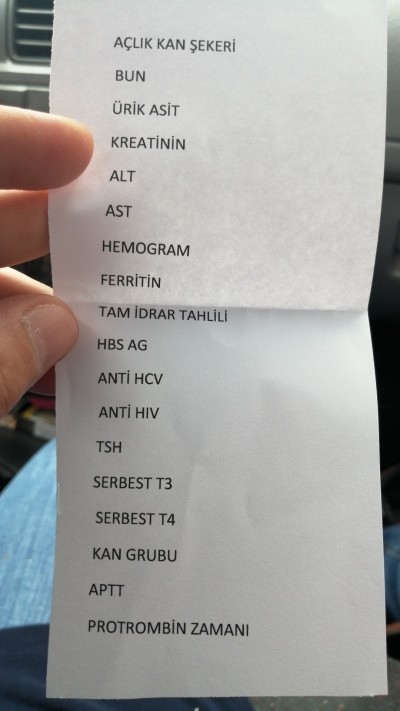 AÇLIK KAN ŞEKERİ
BUN
ÜRİK ASİT
KREATİNİN
ALT
AST
HEMOGRAM
FERRİTİN
TAM İDRAR TAHLİLİ
HBS AG
ANTİ HCV
ANTİ HIV
TSH
SERBEST T3
SERBEST T4
KAN GRUBU
APTT
PROTROMBİN ZAMANI